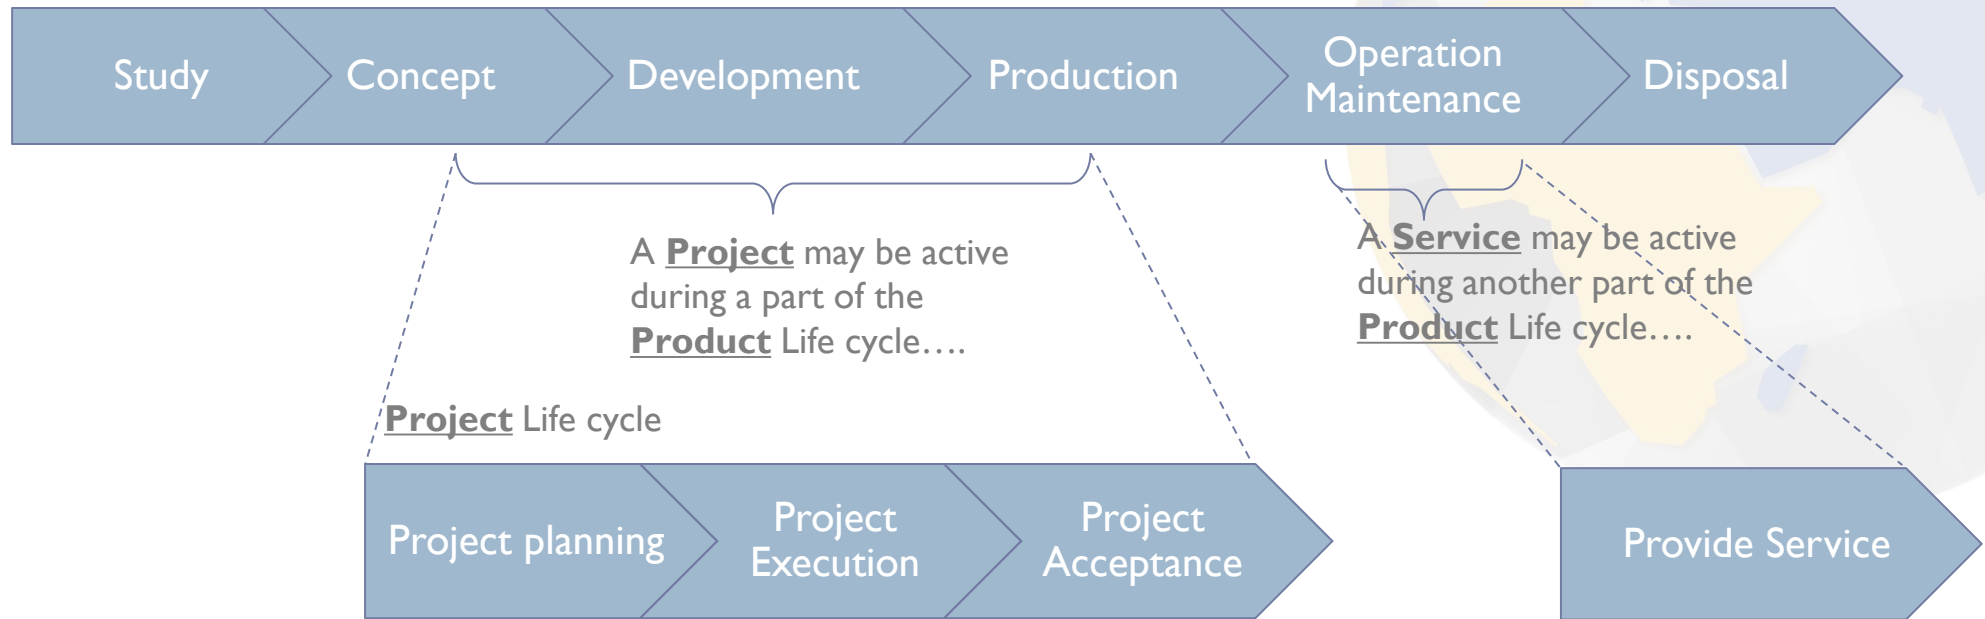 Study
Concept
Development
Production
Operation
Maintenance
Disposal
A Project may be active
during a part of the
Product Life cycle….
A Service may be active
during another part of the
Product Life cycle….
Project Life cycle
Project planning
Project
Execution
Project
Acceptance
Provide Service